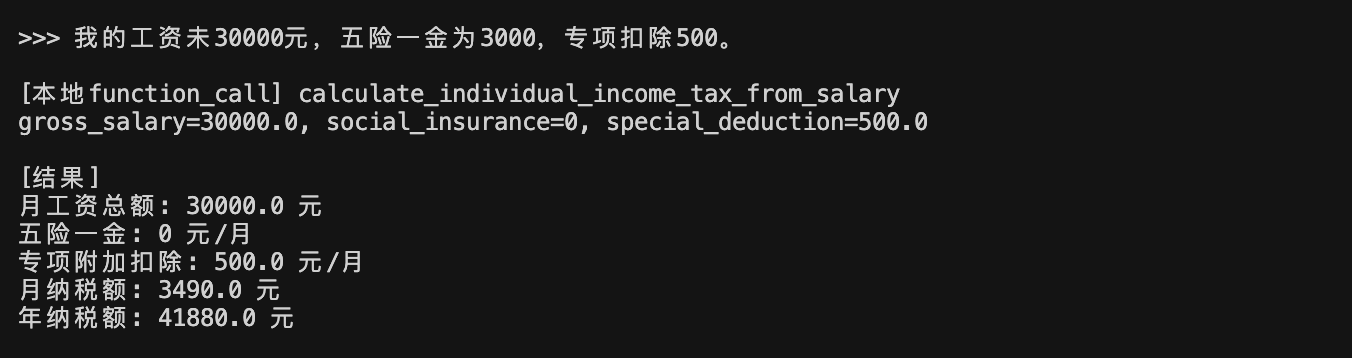 >>> 我的工资未30000元，五险一金为3000，专项扣除500。
[本地function_call] calculate_individual_income_tax_from_salary
gross_salary=30000.0, social_insurance=0, special_deduction=500.0
[结果]
月工资总额: 30000.0 元
五险一金: 0 元/月
专项附加扣除: 500.0 元/月
月纳税额: 3490.0 元
年纳税额: 41880.0 元